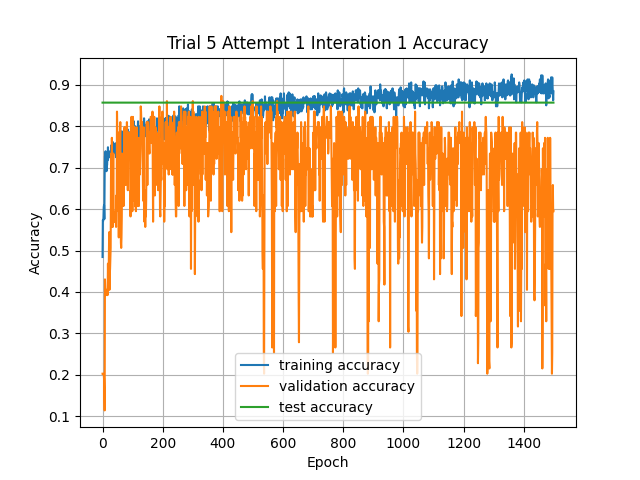 Trial 5 Attempt 1 Interation 1 Accuracy
0.9
0.8
0.7
0.6
0.5
0.4
0.3
0.2
0.1
Accuracy
training accuracy
validation accuracy
test accuracy
0 200 400 600 800 1000 1200 1400
Epoch